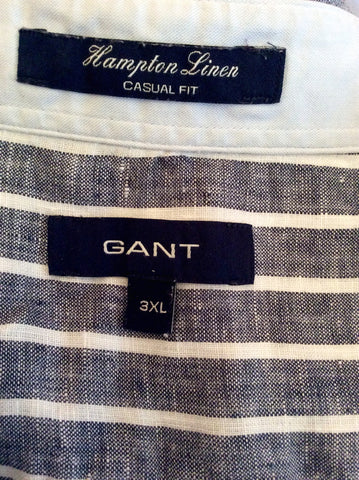 Hampton Linen
CASUAL FIT
GANT
3XL